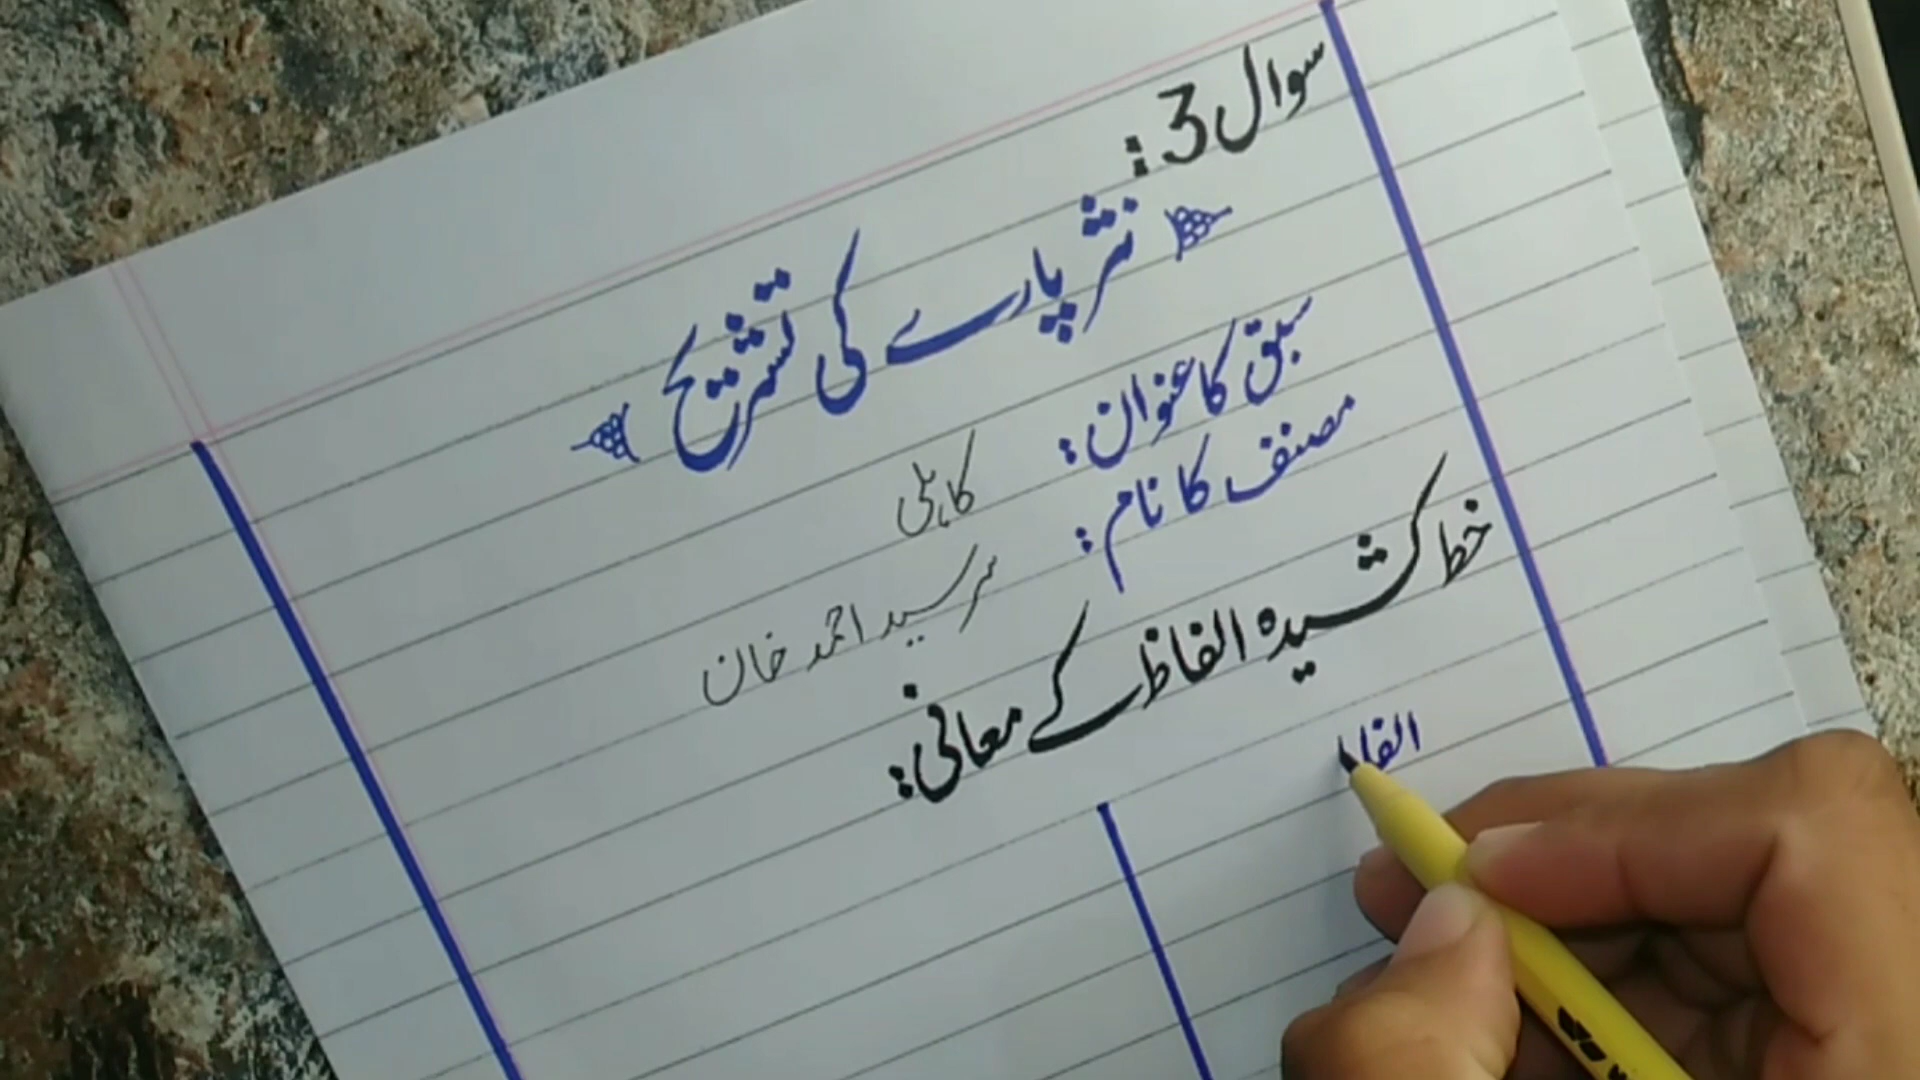 سوال 3:
نثر پارے کی تشریح
سبق کا عنوان:
کاہلی
مصنف کا نام:
سرسید احمد خان
خط کشیدہ الفاظ کے معانی:
الفا